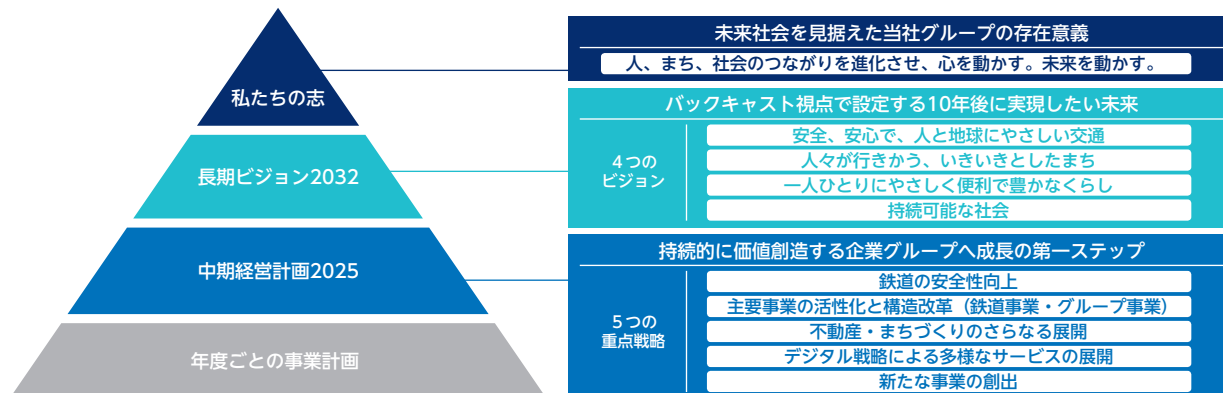 私たちの志
長期ビジョン2032
中期経営計画2025
年度ごとの事業計画
未来社会を見据えた当社グループの存在意義
人、まち、社会のつながりを進化させ、心を動かす。未来を動かす。
バックキャスト視点で設定する10年後に実現したい未来
4つの
ビジョン
安全、安心で、人と地球にやさしい交通
人々が行きかう、いきいきとしたまち
一人ひとりにやさしく便利で豊かなくらし
持続可能な社会
持続的に価値創造する企業グループへ成長の第一ステップ
5つの
重点戦略
鉄道の安全性向上
主要事業の活性化と構造改革（鉄道事業・グループ事業）
不動産・まちづくりのさらなる展開
デジタル戦略による多様なサービスの展開
新たな事業の創出